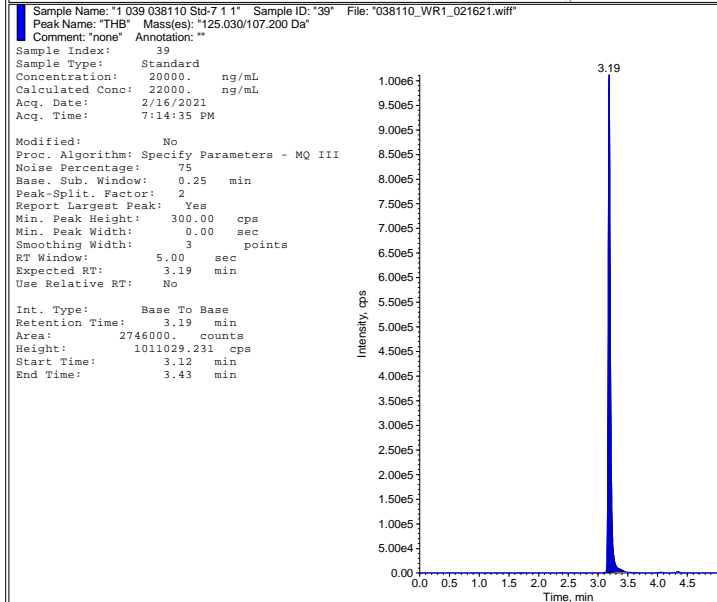 Sample Name: "1 039 038110 Std-7 1 1" Sample ID: "39" File: "038110_WR1_021621.wiff"
Peak Name: "THB" Mass(es): "125.030/107.200 Da"
Comment: "none" Annotation: ""
Sample Index: 39
Sample Type: Standard
Concentration: 20000. ng/mL
Calculated Conc: 22000. ng/mL
Acq. Date: 2/16/2021
Acq. Time: 7:14:35 PM
Modified: No
Proc. Algorithm: Specify Parameters - MQ III
Noise Percentage: 75
Base. Sub. Window: 0.25 min
Peak-Split. Factor: 2
Report Largest Peak: Yes
Min. Peak Height: 300.00 cps
Min. Peak Width: 0.00 sec
Smoothing Width: 3 points
RT Window: 5.00 sec
Expected RT: 3.19 min
Use Relative RT: No
Int. Type: Base To Base
Retention Time: 3.19 min
Area: 2746000. counts
Height: 1011029.231 cps
Start Time: 3.12 min
End Time: 3.43 min
3.19
1.00e6
9.50e5
9.00e5
8.50e5
8.00e5
7.50e5
7.00e5
6.50e5
6.00e5
5.50e5
5.00e5
4.50e5
4.00e5
3.50e5
3.00e5
2.50e5
2.00e5
1.50e5
1.00e5
5.00e4
0.00
Intensity, cps
0.0 0.5 1.0 1.5 2.0 2.5 3.0 3.5 4.0 4.5
Time, min